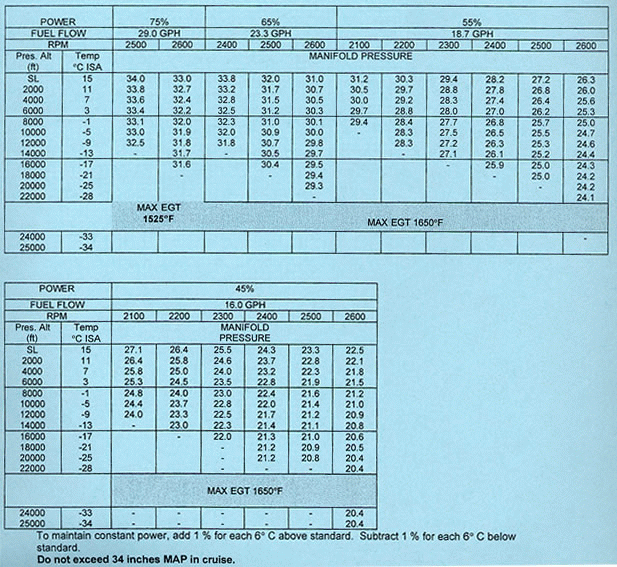 POWER 75% 65% 55%
FUEL FLOW 29.0 GPH 23.3 GPH 18.7 GPH
RPM 2500 2600 2400 2500 2600 2100 2200 2300 2400 2500 2600
Pres. Alt Temp MANIFOLD PRESSURE
(ft) °C ISA
SL 15 34.0 33.0 33.8 32.0 31.0 31.2 30.3 29.4 28.2 27.2 26.3
2000 11 33.8 32.7 33.2 31.7 30.7 30.5 29.7 28.8 27.8 26.8 26.0
4000 7 33.6 32.4 32.8 31.5 30.5 30.0 29.2 28.3 27.4 26.4 25.6
6000 3 33.4 32.2 32.5 31.2 30.3 29.7 28.8 28.0 27.0 26.2 25.3
8000 -1 33.1 32.0 32.3 31.0 30.1 29.4 28.4 27.7 26.8 25.7 25.0
10000 -5 33.0 31.9 32.0 30.9 30.0 - 28.3 27.5 26.5 25.5 24.7
12000 -9 32.5 31.8 31.8 30.7 29.8 28.3 27.2 26.3 25.3 24.6
14000 -13 - 31.7 - 30.5 29.7 - 27.1 26.1 25.2 24.4
16000 -17 31.6 30.4 29.5 - 25.9 25.0 24.3
18000 -21 - - 29.4 - 25.0 24.2
20000 -25 29.3 - 24.2
22000 -28 - 24.1
MAX EGT
1525°F MAX EGT 1650°F
24000 -33 -
25000 -34
POWER 45%
FUEL FLOW 16.0 GPH
RPM 2100 2200 2300 2400 2500 2600
Pres. Alt Temp MANIFOLD
(ft) °C ISA PRESSURE
SL 15 27.1 26.4 25.5 24.3 23.3 22.5
2000 11 26.4 25.8 24.6 23.7 22.8 22.1
4000 7 25.8 25.0 24.0 23.2 22.3 21.8
6000 3 25.3 24.5 23.5 22.8 21.9 21.5
8000 -1 24.8 24.0 23.0 22.4 21.6 21.2
10000 -5 24.4 23.7 22.8 22.0 21.4 21.0
12000 -9 24.0 23.3 22.5 21.7 21.2 20.9
14000 -13 - 23.0 22.3 21.4 21.1 20.8
16000 -17 - 22.0 21.3 21.0 20.6
18000 -21 - 21.2 20.9 20.5
20000 -25 - 21.2 20.8 20.4
22000 -28 - - - 20.4
MAX EGT 1650°F
24000 -33 - - - - - 20.4
25000 -34 - - - - - 20.4
To maintain constant power, add 1 % for each 6° C above standard. Subtract 1 % for each 6° C below
standard.
Do not exceed 34 inches MAP in cruise.